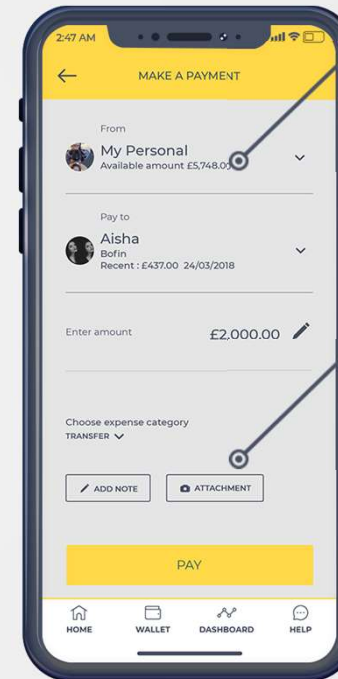 2:47 AM
MAKE A PAYMENT
From
My Personal
Available amount £5,748.00
Pay to
Aisha
Bofin
Recent : £437.00 24/03/2018
Enter amount £2,000.00
Choose expense category
TRANSFER
ADD NOTE ATTACHMENT
PAY
HOME WALLET DASHBOARD HELP